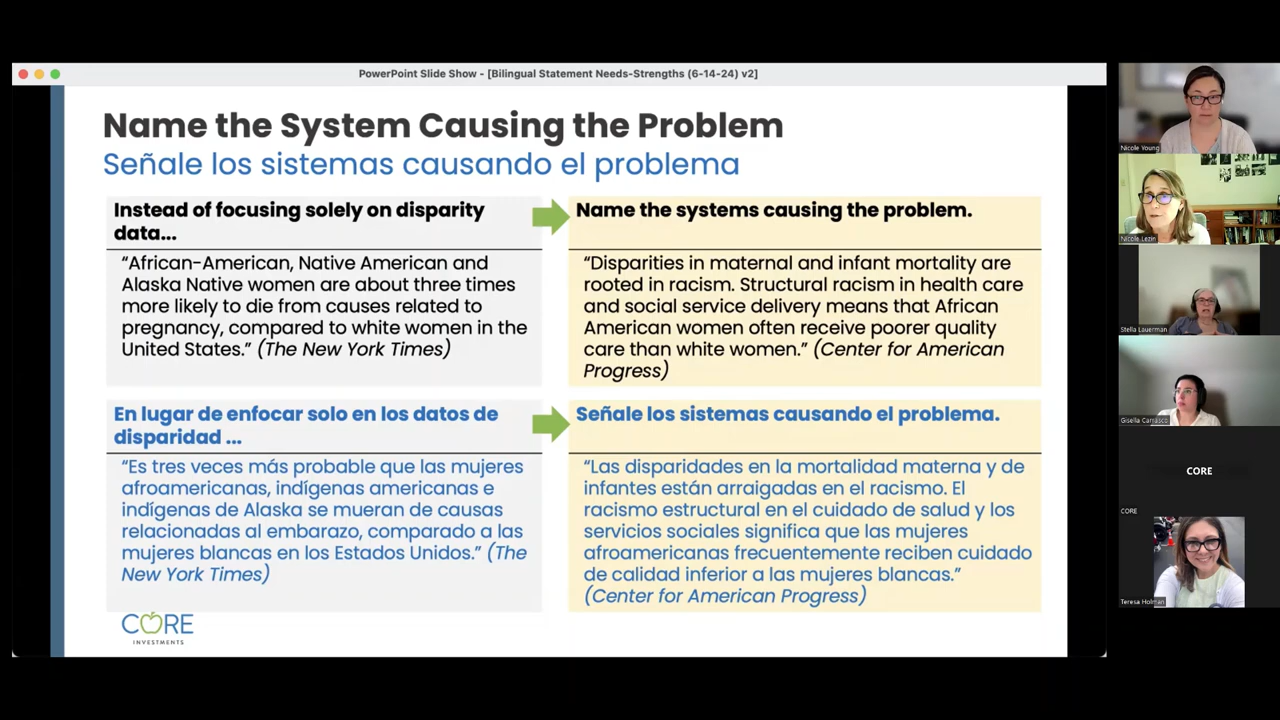 PowerPoint Slide Show - [Bilingual Statement Needs-Strengths (6-14-24) v2]
Name the System Causing the Problem
Señale los sistemas causando el problema
Instead of focusing solely on disparity
data...
Name the systems causing the problem.
“African-American, Native American and
Alaska Native women are about three times
more likely to die from causes related to
pregnancy, compared to white women in the
United States.” (The New York Times)
“Disparities in maternal and infant mortality are
rooted in racism. Structural racism in health care
and social service delivery means that African
American women often receive poorer quality
care than white women.” (Center for American
Progress)
En lugar de enfocar solo en los datos de
disparidad ...
Señale los sistemas causando el problema.
“Es tres veces más probable que las mujeres
afroamericanas, indígenas americanas e
indígenas de Alaska se mueran de causas
relacionadas al embarazo, comparado a las
mujeres blancas en los Estados Unidos.” (The
New York Times)
“Las disparidades en la mortalidad materna y de
infantes están arraigadas en el racismo. El
racismo estructural en el cuidado de salud y los
servicios sociales significa que las mujeres
afroamericanas frecuentemente reciben cuidado
de calidad inferior a las mujeres blancas.”
(Center for American Progress)
CORE
INVESTMENTS
Nicole Young
Nicole Lezin
Stella Lauerman
Gisella Carrasco
CORE
CORE
Teresa Holman